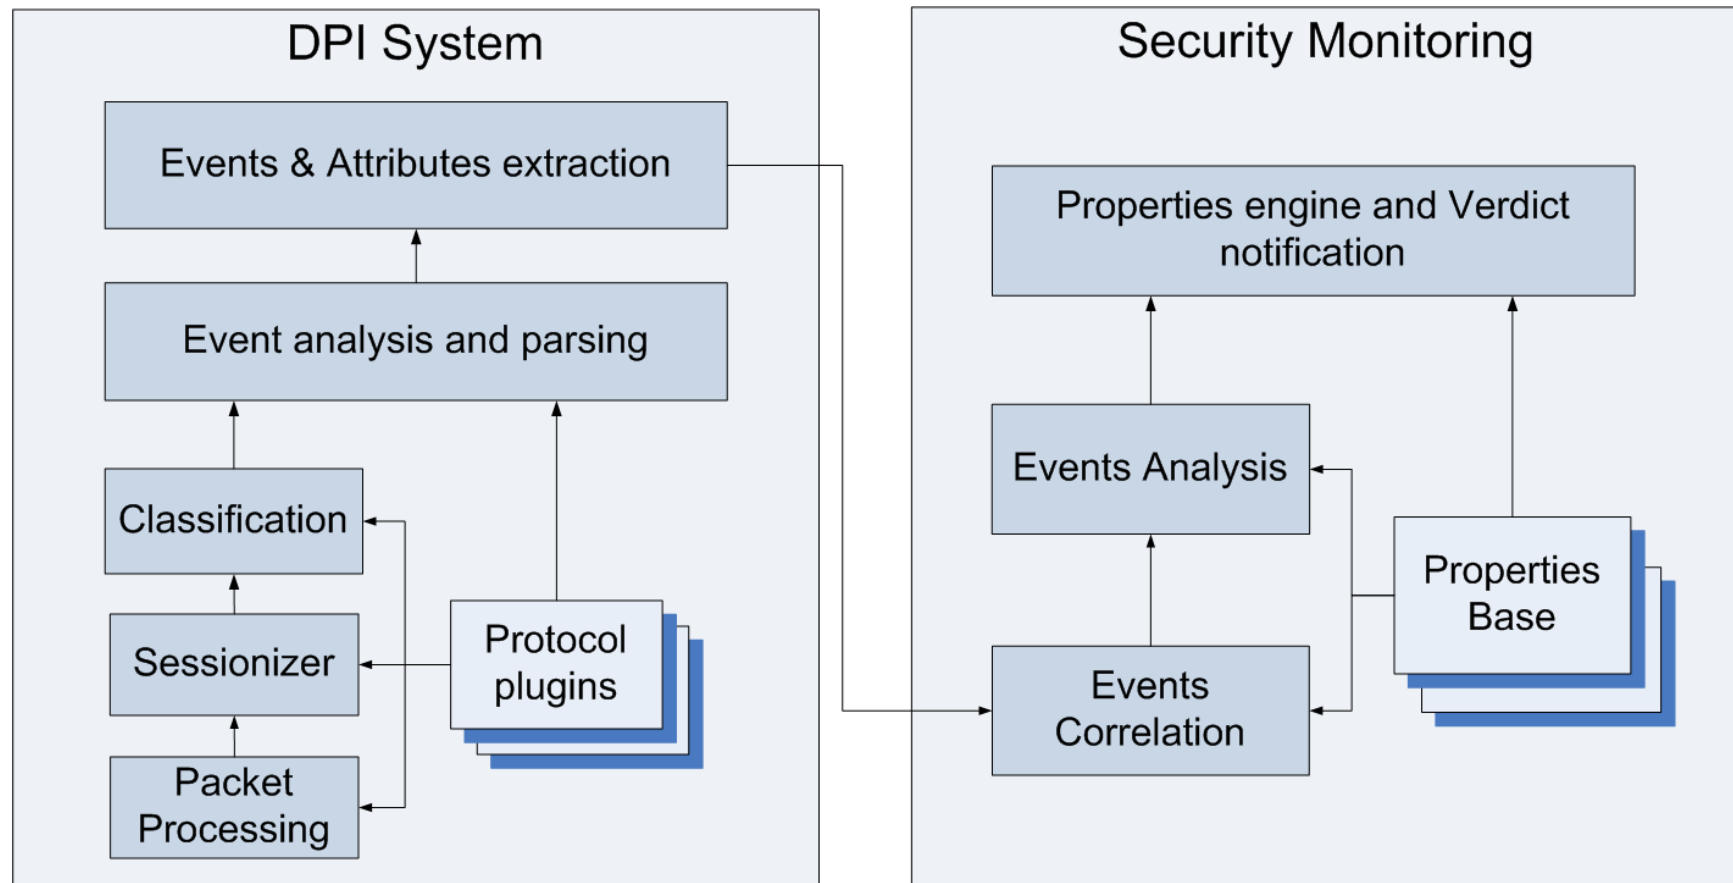 DPI System
Events & Attributes extraction
Event analysis and parsing
Classification
Sessionizer
Packet
Processing
Protocol
plugins
Security Monitoring
Properties engine and Verdict
notification
Events Analysis
Events
Correlation
Properties
Base